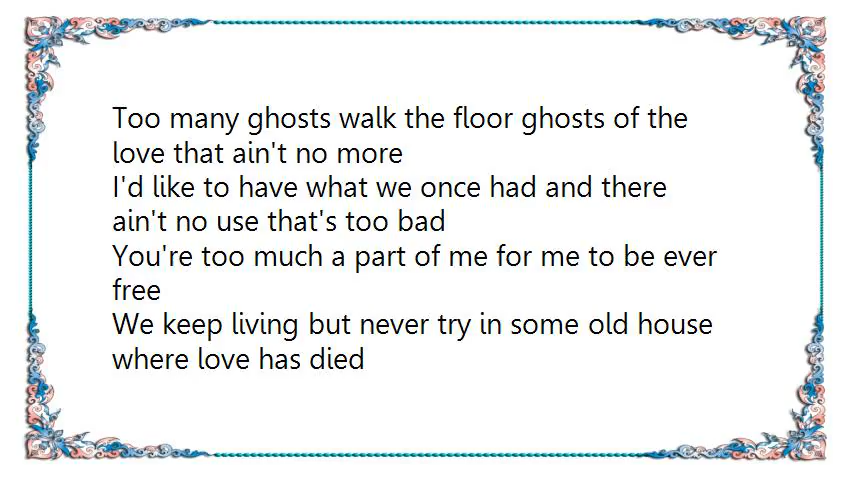 Too many ghosts walk the floor ghosts of the
love that ain't no more
I'd like to have what we once had and there
ain't no use that's too bad
You're too much a part of me for me to be ever
free
We keep living but never try in some old house
where love has died